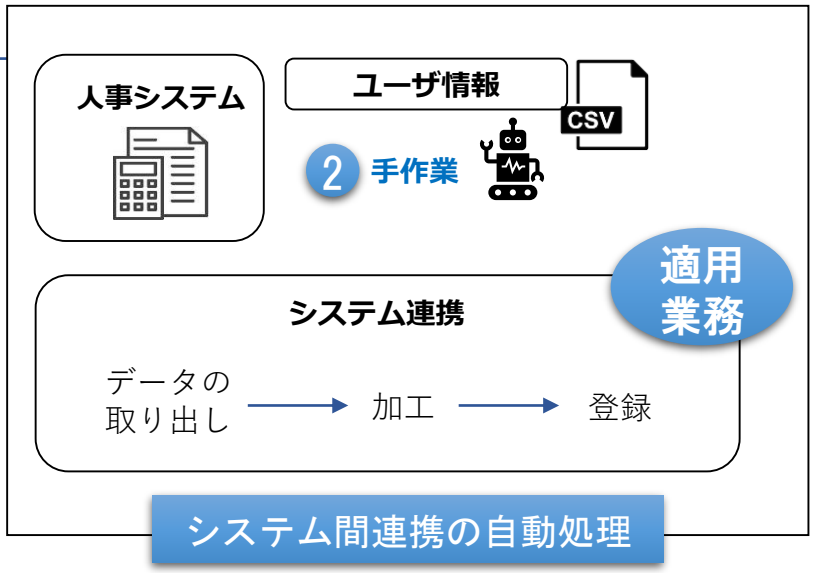 人事システム
ユーザ情報
CSV
2 手作業
適用
業務
システム連携
データの
取り出し
加工
登録
システム間連携の自動処理